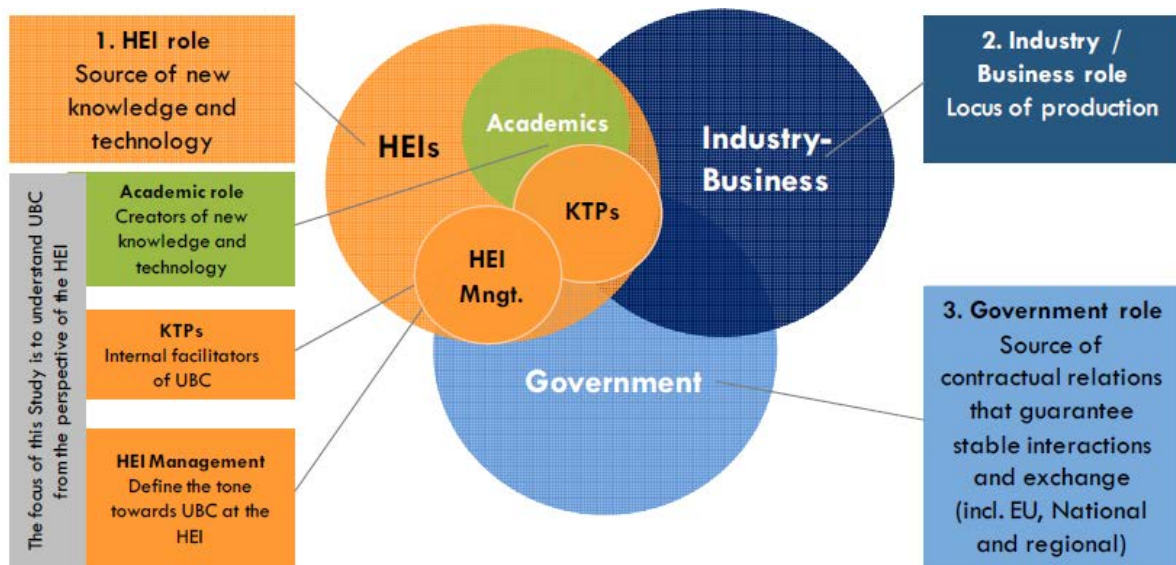 1. HEI role
Source of new
knowledge and
technology
The focus of this Study is to understand UBC
from the perspective of the HEI
Academic role
Creators of new
knowledge and
technology
KTPs
Internal facilitators
of UBC
HEI Management
Define the tone
towards UBC at the
HEI
HEIs
Academics
KTPs
HEI
Mngt.
Industry-
Business
Government
2. Industry /
Business role
Locus of production
3. Government role
Source of
contractual relations
that guarantee
stable interactions
and exchange
(incl. EU, National
and regional)